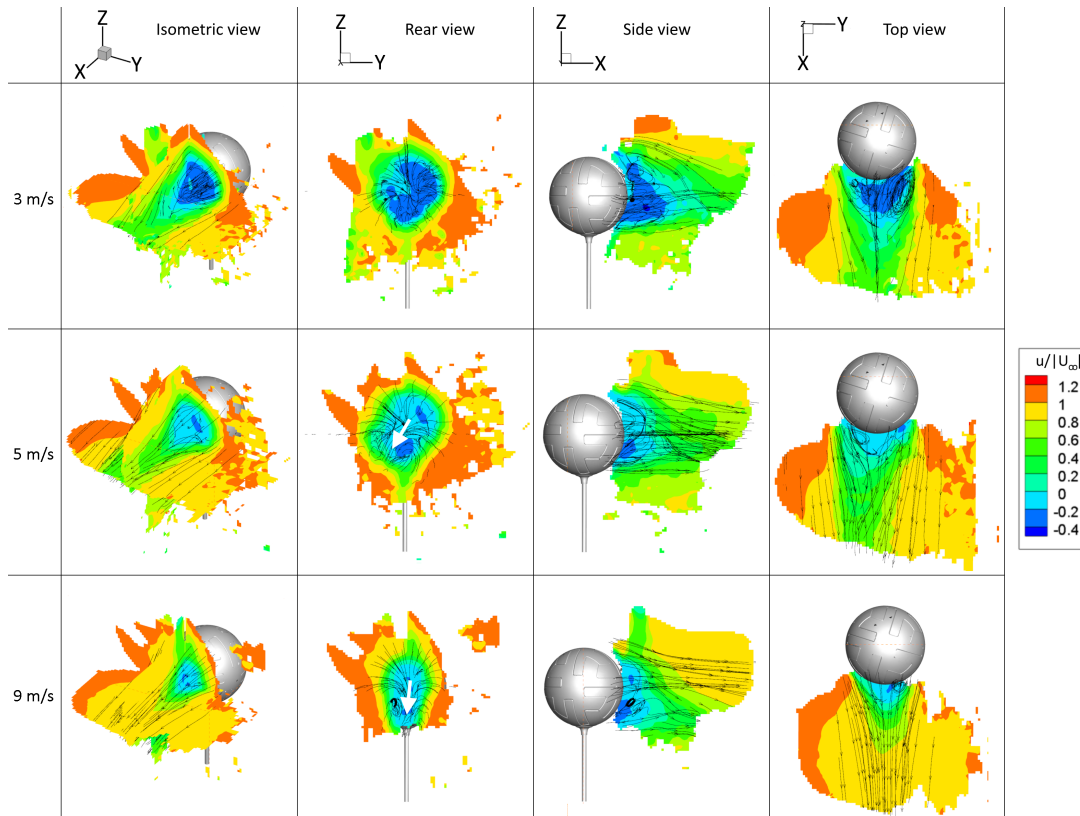 Z
X
Y
Isometric view
Z
x
Y
Rear view
Z
X
Side view
Z
Y
X
Top view
3 m/s
5 m/s
9 m/s
u/|U∞|
1.2
1
0.8
0.6
0.4
0.2
0
-0.2
-0.4